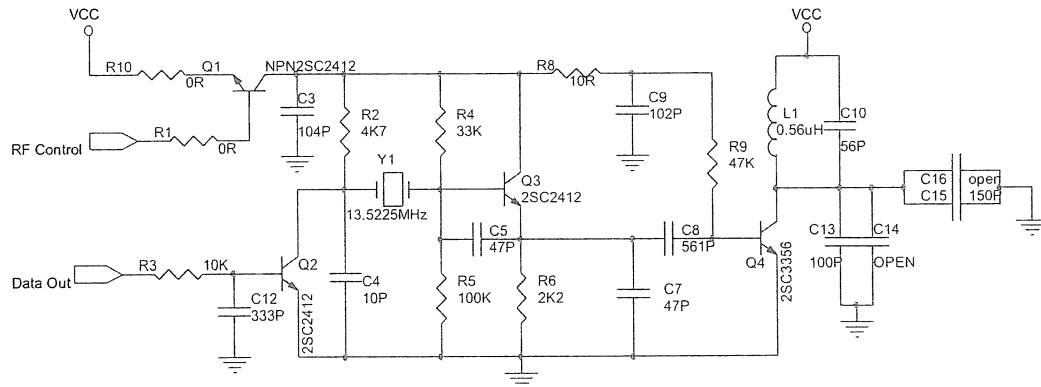 VCC
VCC
R10
0R
Q1
NPN2SC2412
R8
10R
C3
104P
R2
4K7
R4
33K
C9
102P
L1
0.56uH
C10
56P
RF Control
R1
0R
Y1
13.5225MHz
Q3
2SC2412
R9
47K
C16
open
C15
150P
C5
47P
C8
561P
Q4
2SC3356
C13
100P
C14
OPEN
Data Out
R3
10K
Q2
2SC2412
C4
10P
R5
100K
R6
2K2
C7
47P
C12
333P